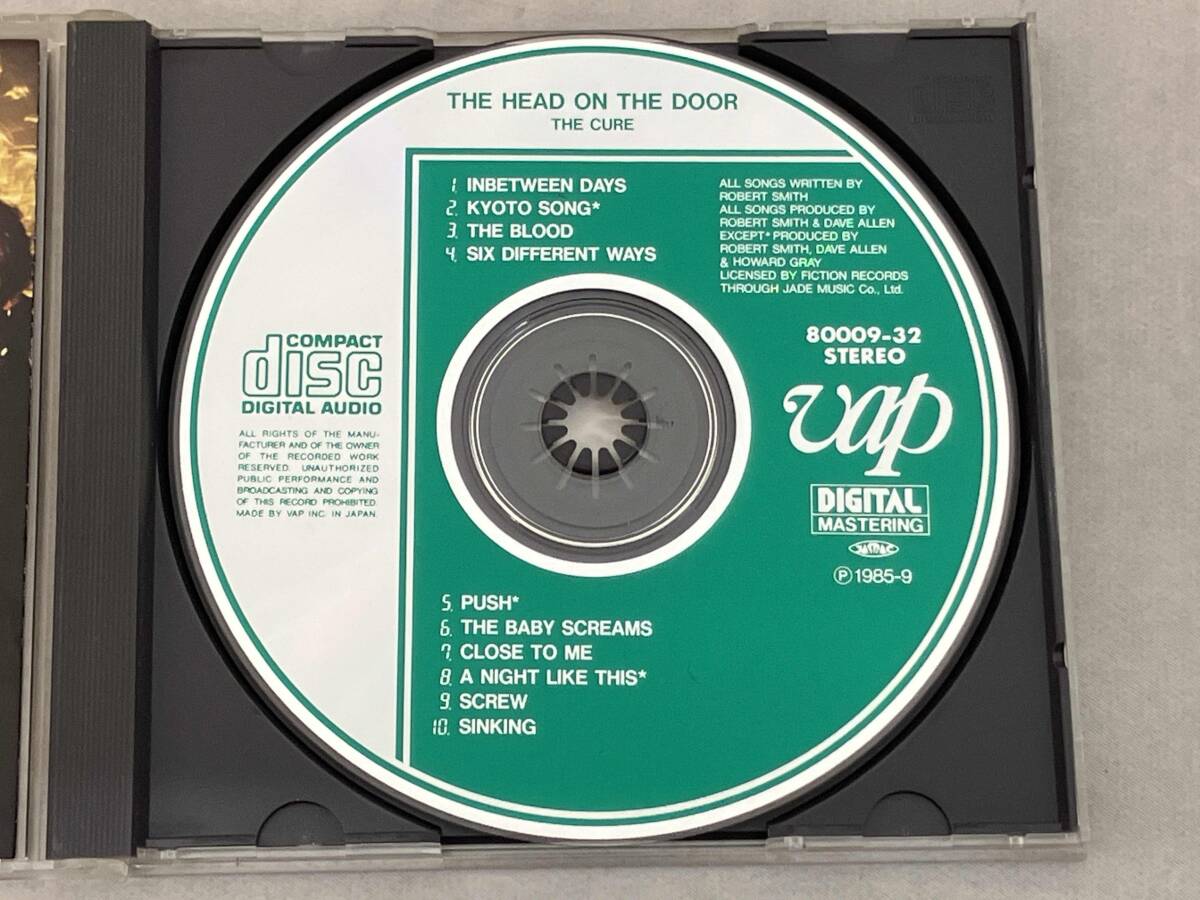 THE HEAD ON THE DOOR
THE CURE
1. INBETWEEN DAYS
2. KYOTO SONG*
3. THE BLOOD
4. SIX DIFFERENT WAYS
ALL SONGS WRITTEN BY
ROBERT SMITH
ALL SONGS PRODUCED BY
ROBERT SMITH & DAVE ALLEN
EXCEPT* PRODUCED BY
ROBERT SMITH, DAVE ALLEN
& HOWARD GRAY
LICENSED BY FICTION RECORDS
THROUGH JADE MUSIC Co., Ltd.
COMPACT
disc
DIGITAL AUDIO
ALL RIGHTS OF THE MANU-
FACTURER AND OF THE OWNER
OF THE RECORDED WORK
RESERVED. UNAUTHORIZED
PUBLIC PERFORMANCE AND
BROADCASTING AND COPYING
OF THIS RECORD PROHIBITED.
MADE BY VAP INC. IN JAPAN.
80009-32
STEREO
vap
DIGITAL
MASTERING
JASRAC
Ⓟ1985-9
5. PUSH*
6. THE BABY SCREAMS
7. CLOSE TO ME
8. A NIGHT LIKE THIS*
9. SCREW
10. SINKING